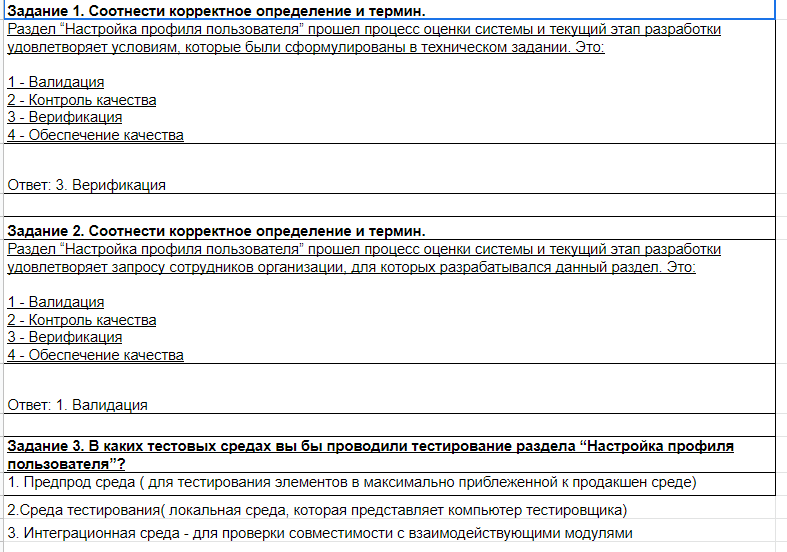 Задание 1. Соотнести корректное определение и термин.
Раздел “Настройка профиля пользователя” прошел процесс оценки системы и текущий этап разработки
удовлетворяет условиям, которые были сформулированы в техническом задании. Это:
1 - Валидация
2 - Контроль качества
3 - Верификация
4 - Обеспечение качества
Ответ: 3. Верификация
Задание 2. Соотнести корректное определение и термин.
Раздел “Настройка профиля пользователя” прошел процесс оценки системы и текущий этап разработки
удовлетворяет запросу сотрудников организации, для которых разрабатывался данный раздел. Это:
1 - Валидация
2 - Контроль качества
3 - Верификация
4 - Обеспечение качества
Ответ: 1. Валидация
Задание 3. В каких тестовых средах вы бы проводили тестирование раздела “Настройка профиля
пользователя”?
1. Предпрод среда ( для тестирования элементов в максимально приблеженной к продакшен среде)
2.Среда тестирования( локальная среда, которая представляет компьютер тестировщика)
3. Интеграционная среда - для проверки совместимости с взаимодействующими модулями